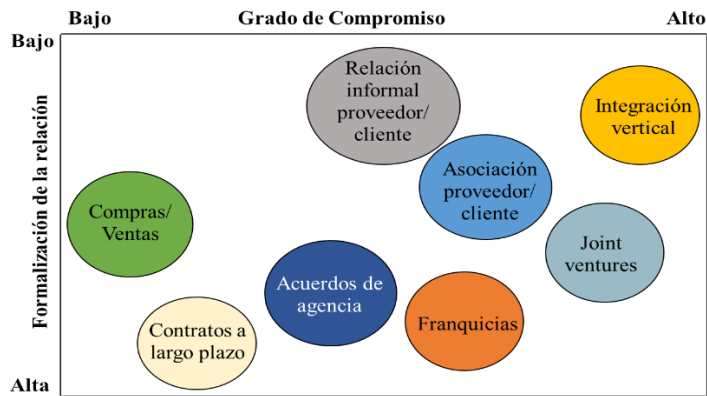 Bajo Grado de Compromiso Alto
Bajo
Formalización de la relación
Alta
Relación
informal
proveedor/
cliente
Integración
vertical
Asociación
proveedor/
cliente
Compras/
Ventas
Joint
ventures
Acuerdos de
agencia
Franquicias
Contratos a
largo plazo